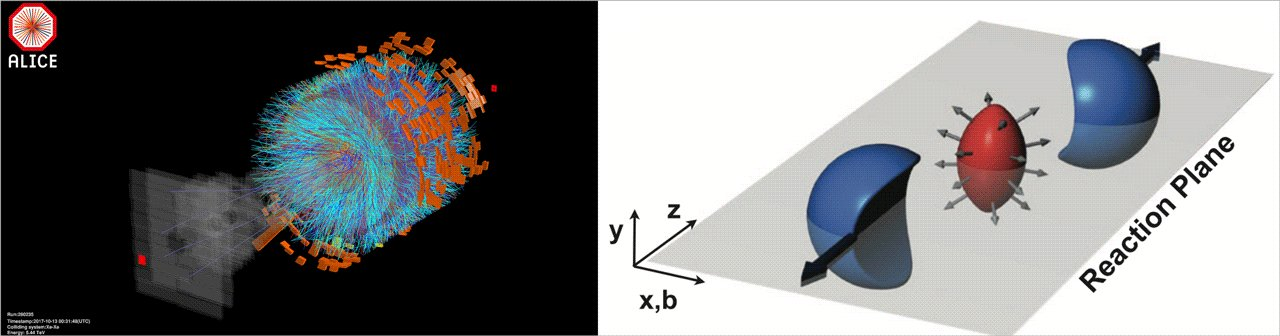 ALICE
Run:280235
Timestamp:2017-10-13 00:31:48(UTC)
Colliding system:Xe-Xe
Energy: 5.44 TeV
y
z
x,b
Reaction Plane